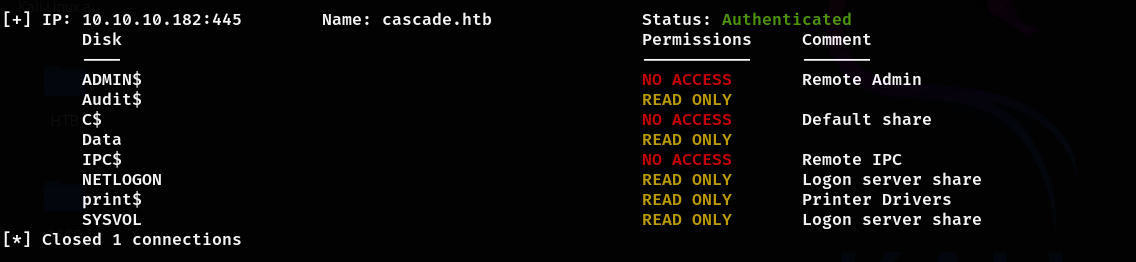 [+] IP: 10.10.10.182:445 Name: cascade.htb Status: Authenticated
Disk Permissions Comment
---- ----------- -------
ADMIN$ NO ACCESS Remote Admin
Audit$ READ ONLY
C$ NO ACCESS Default share
Data READ ONLY
IPC$ NO ACCESS Remote IPC
NETLOGON READ ONLY Logon server share
print$ READ ONLY Printer Drivers
SYSVOL READ ONLY Logon server share
[*] Closed 1 connections
HTB